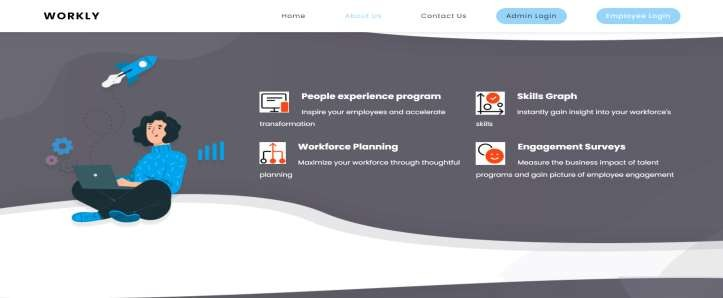 WORKLY
Home
About Us
Contact Us
Admin Login
Employee Login
People experience program
Inspire your employees and accelerate
transformation
Skills Graph
Instantly gain insight into your workforce's
skills
Workforce Planning
Maximize your workforce through thoughtful
planning
Engagement Surveys
Measure the business impact of talent
programs and gain picture of employee engagement